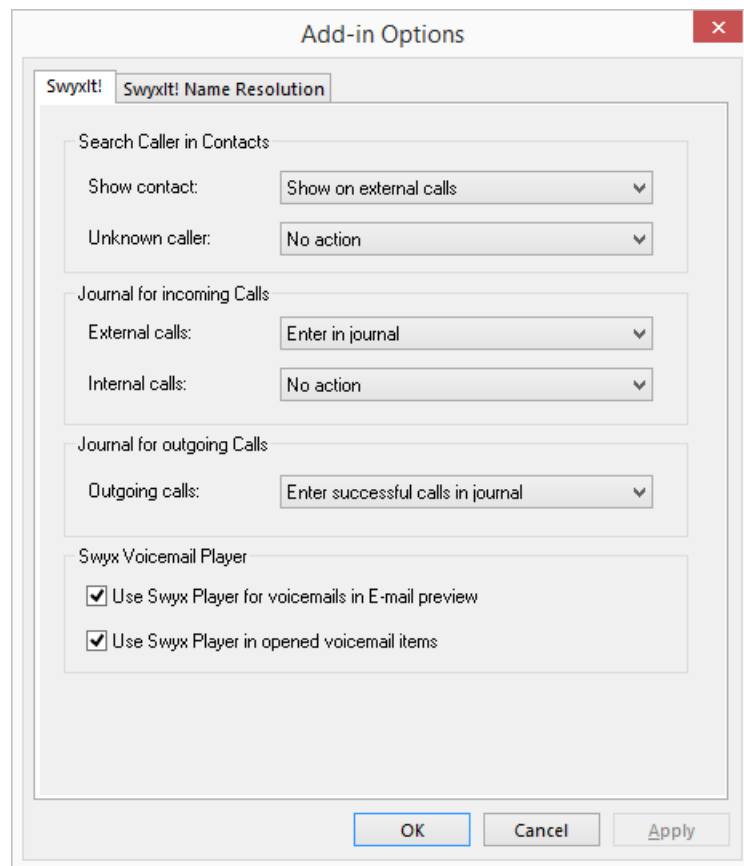 Add-in Options
SwyxIt!
SwyxIt! Name Resolution
Search Caller in Contacts
Show contact: Show on external calls
Unknown caller: No action
Journal for incoming Calls
External calls: Enter in journal
Internal calls: No action
Journal for outgoing Calls
Outgoing calls: Enter successful calls in journal
Swyx Voicemail Player
Use Swyx Player for voicemails in E-mail preview
Use Swyx Player in opened voicemail items
OK Cancel Apply